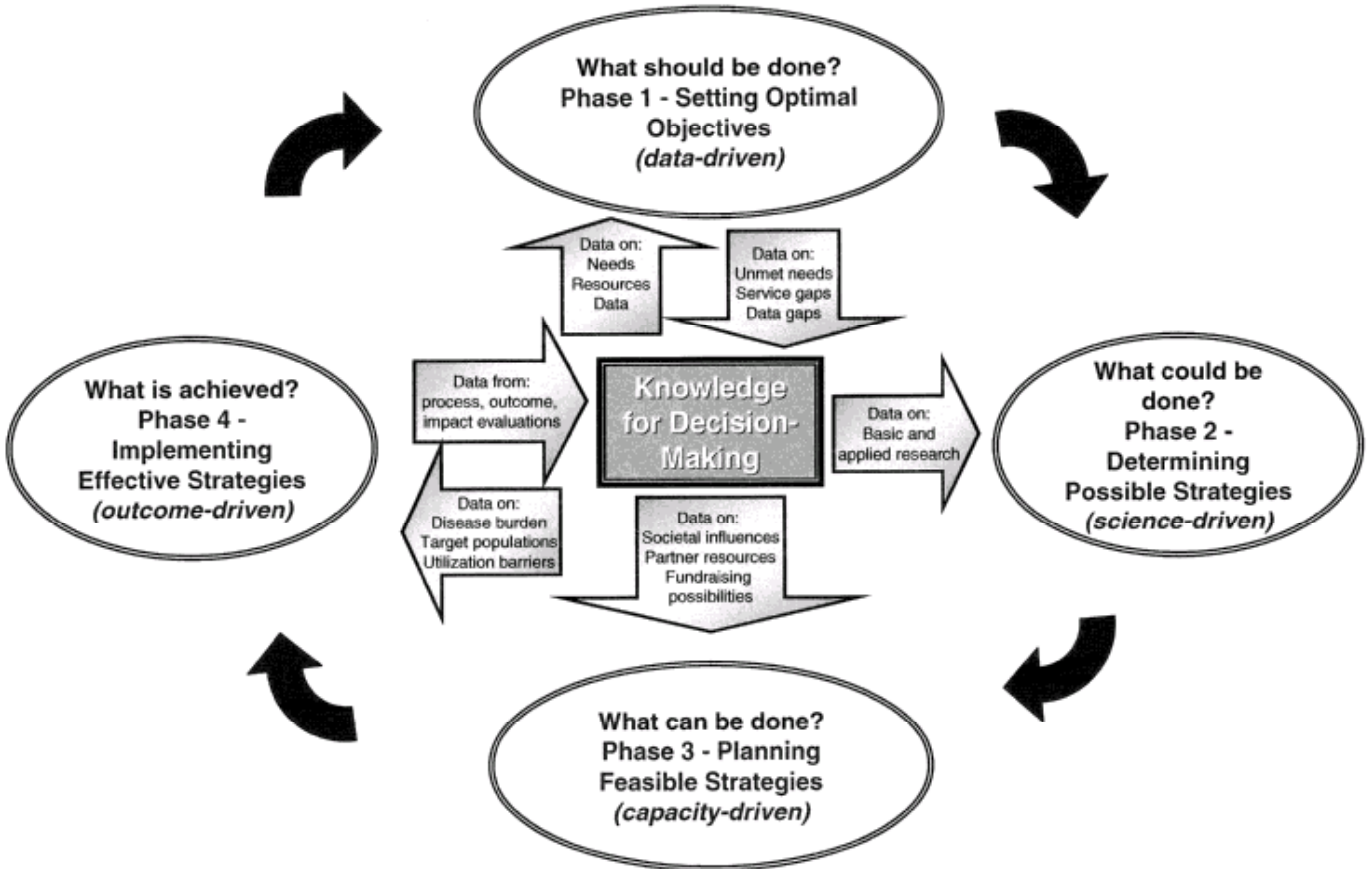 What should be done?
Phase 1 - Setting Optimal
Objectives
(data-driven)
Data on:
Needs
Resources
Data
Data on:
Unmet needs
Service gaps
Data gaps
What is achieved?
Phase 4 -
Implementing
Effective Strategies
(outcome-driven)
Data from:
process, outcome,
impact evaluations
Knowledge
for Decision-
Making
Data on:
Basic and
applied research
What could be
done?
Phase 2 -
Determining
Possible Strategies
(science-driven)
Data on:
Disease burden
Target populations
Utilization barriers
Data on:
Societal influences
Partner resources
Fundraising
possibilities
What can be done?
Phase 3 - Planning
Feasible Strategies
(capacity-driven)